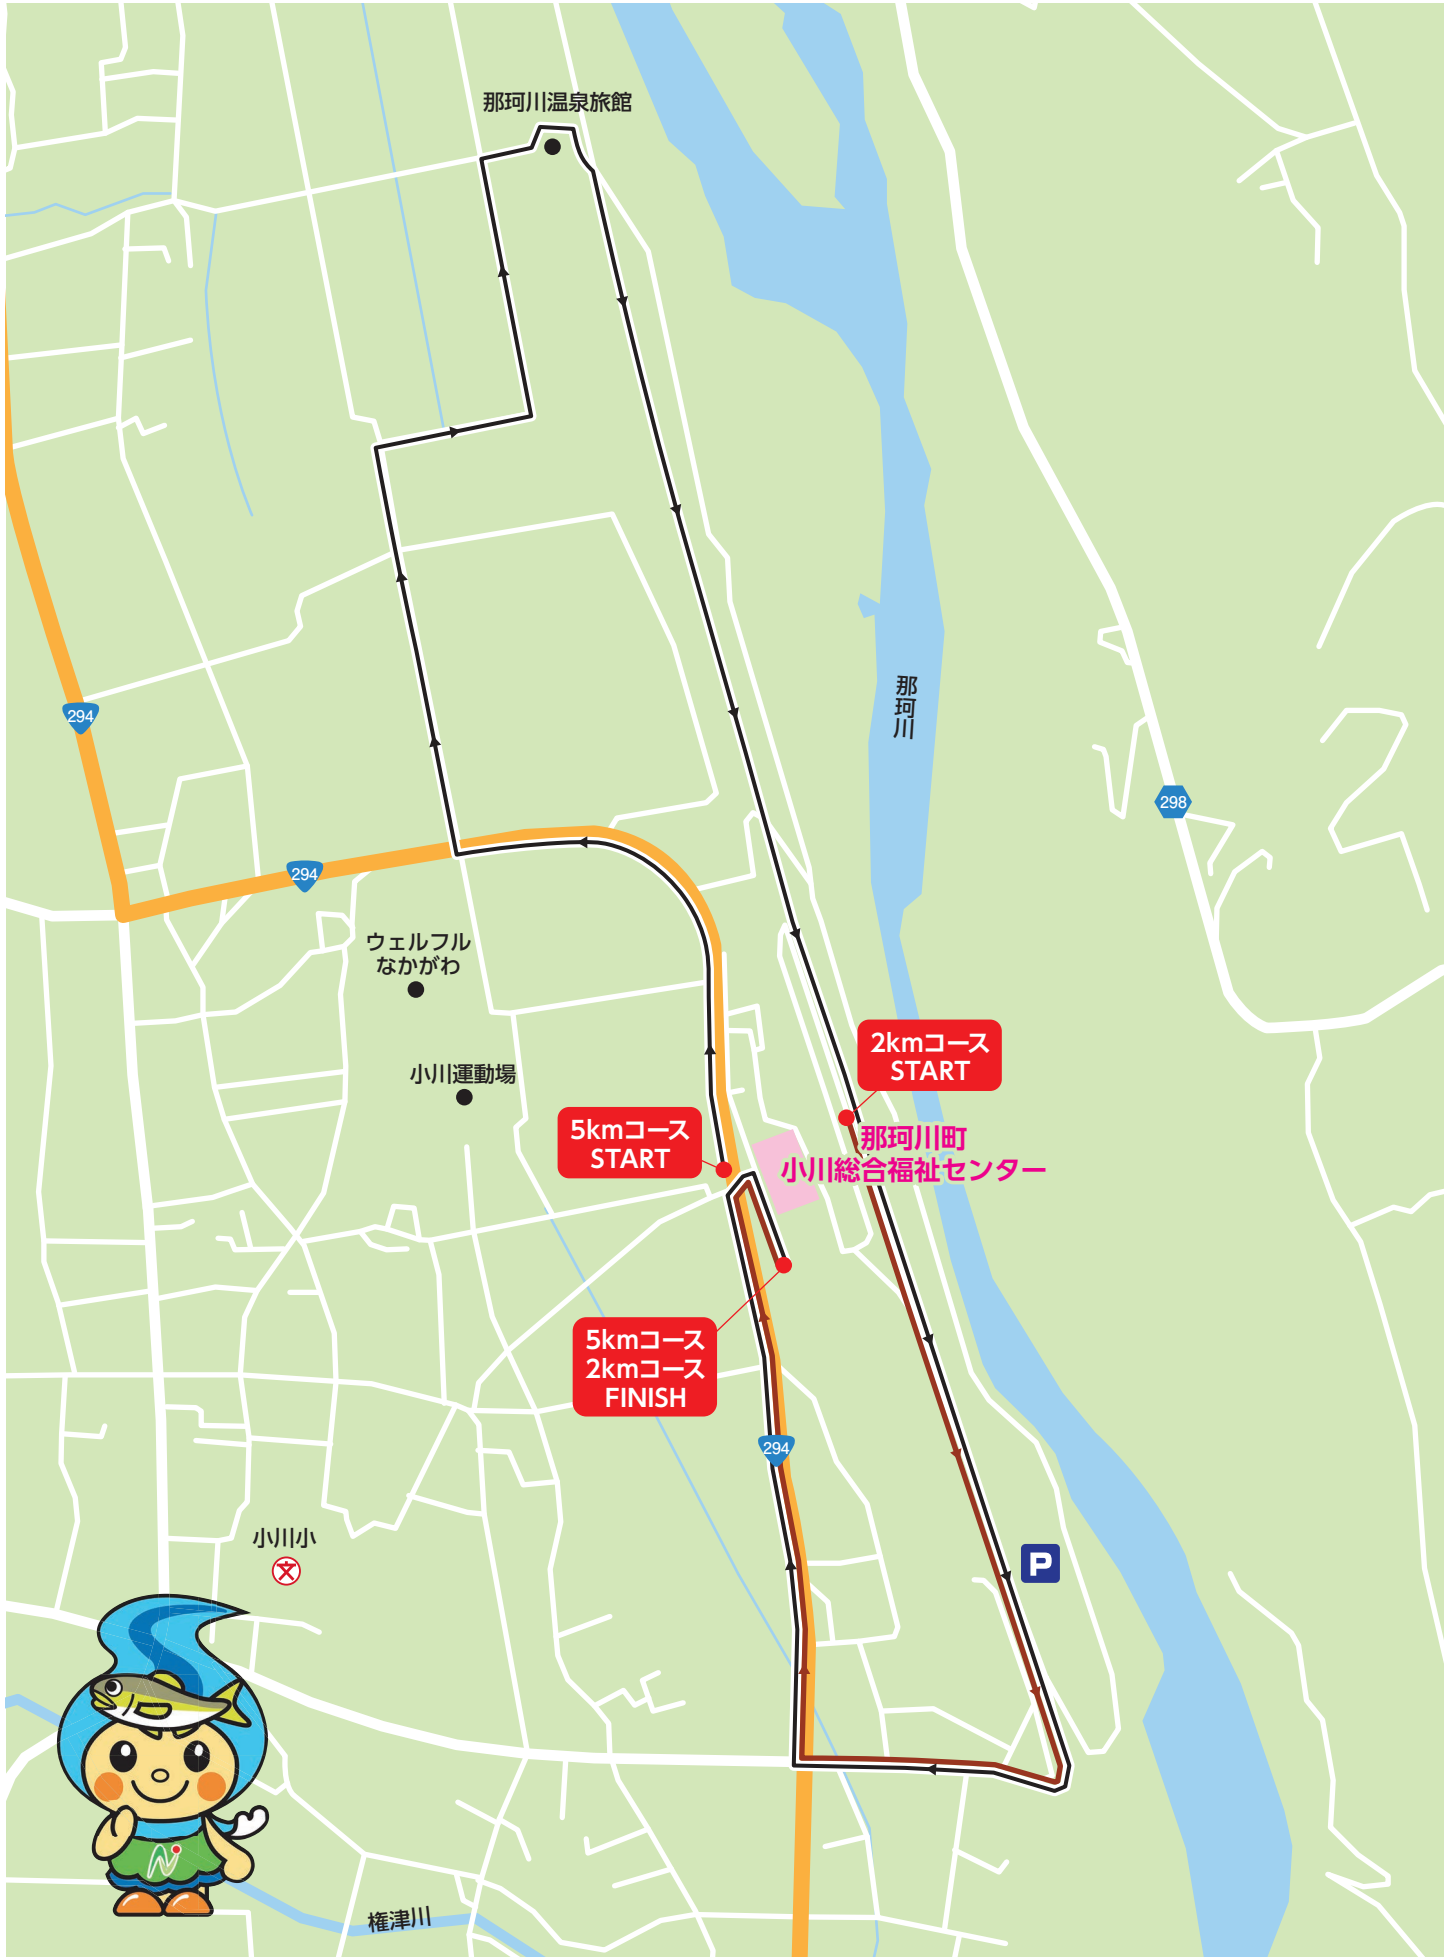 那珂川温泉旅館
那珂川
294
298
294
ウェルフル
なかがわ
2kmコース
START
小川運動場
5kmコース
START
那珂川町
小川総合福祉センター
5kmコース
2kmコース
FINISH
294
小川小
文
P
権津川